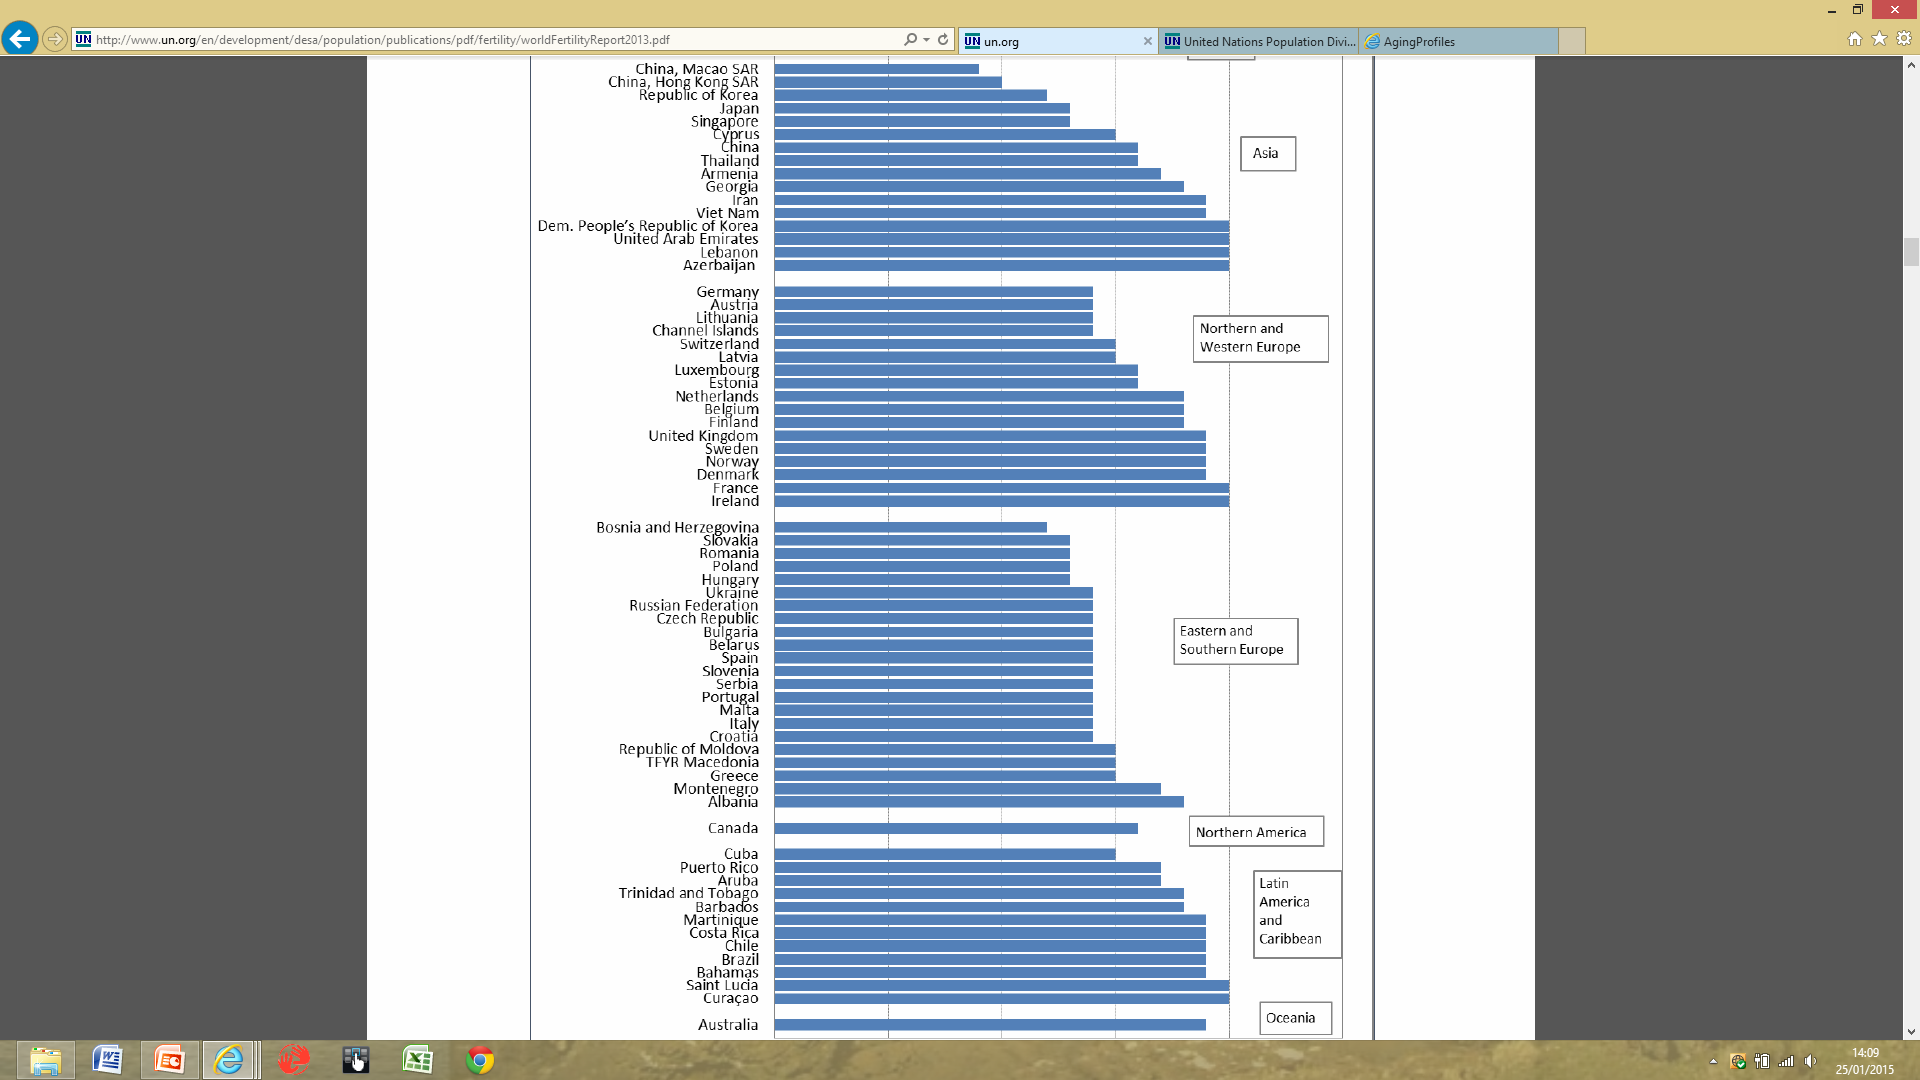 http://www.un.org/en/development/desa/population/publications/pdf/fertility/worldFertilityReport2013.pdf
UN un.org
UN United Nations Population Divi...
AgingProfiles
China, Macao SAR
China, Hong Kong SAR
Republic of Korea
Japan
Singapore
Cyprus
China
Asia
Thailand
Armenia
Georgia
Iran
Viet Nam
Dem. People's Republic of Korea
United Arab Emirates
Lebanon
Azerbaijan
Germany
Austria
Lithuania
Channel Islands
Northern and
Western Europe
Switzerland
Latvia
Luxembourg
Estonia
Netherlands
Belgium
Finland
United Kingdom
Sweden
Norway
Denmark
France
Ireland
Bosnia and Herzegovina
Slovakia
Romania
Poland
Hungary
Ukraine
Russian Federation
Czech Republic
Bulgaria
Belarus
Eastern and
Southern Europe
Spain
Slovenia
Serbia
Portugal
Malta
Italy
Croatia
Republic of Moldova
TFYR Macedonia
Greece
Montenegro
Albania
Canada
Northern America
Cuba
Puerto Rico
Aruba
Trinidad and Tobago
Barbados
Martinique
Costa Rica
Chile
Brazil
Bahamas
Latin
America
and
Caribbean
Saint Lucia
Curaçao
Australia
Oceania
14:09
25/01/2015